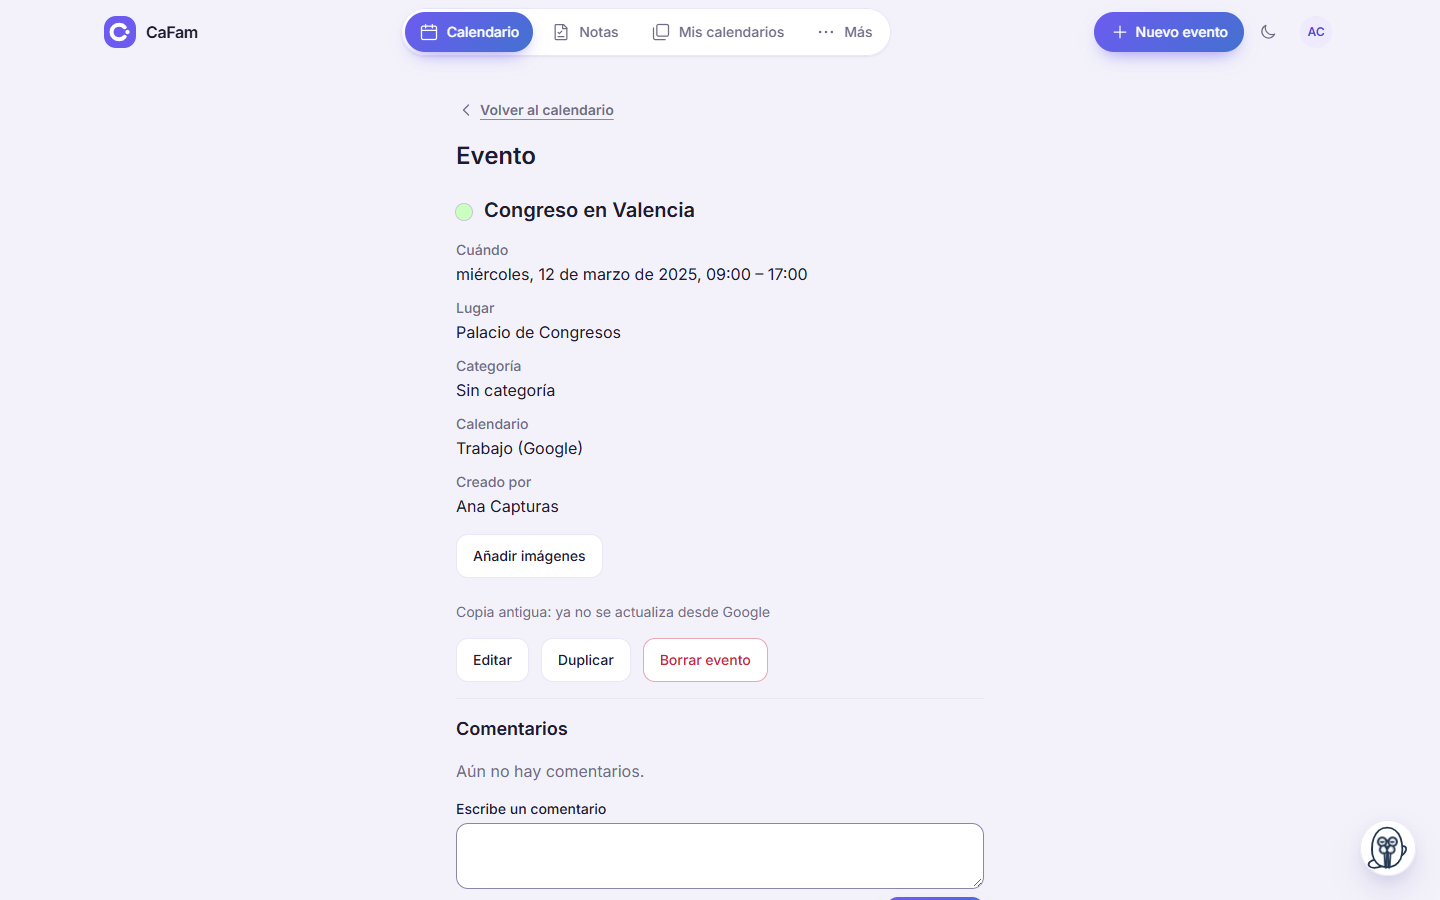 CaFam
Calendario
Notas
Mis calendarios
Más
Nuevo evento
AC
Volver al calendario
Evento
Congreso en Valencia
Cuándo
miércoles, 12 de marzo de 2025, 09:00 – 17:00
Lugar
Palacio de Congresos
Categoría
Sin categoría
Calendario
Trabajo (Google)
Creado por
Ana Capturas
Añadir imágenes
Copia antigua: ya no se actualiza desde Google
Editar
Duplicar
Borrar evento
Comentarios
Aún no hay comentarios.
Escribe un comentario